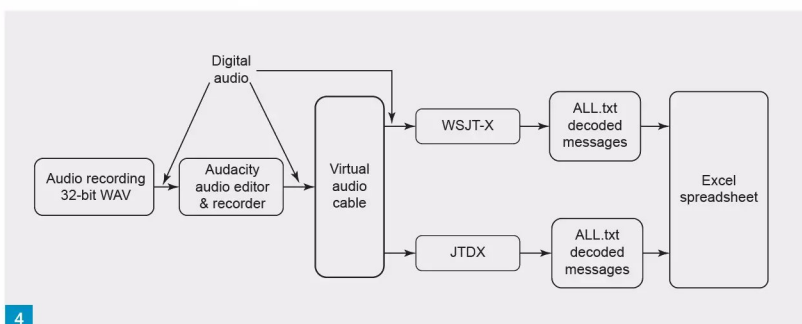 Digital
audio
Audio recording
32-bit WAV
Audacity
audio editor
& recorder
Virtual
audio
cable
WSJT-X
ALL.txt
decoded
messages
JTDX
ALL.txt
decoded
messages
Excel
spreadsheet
4